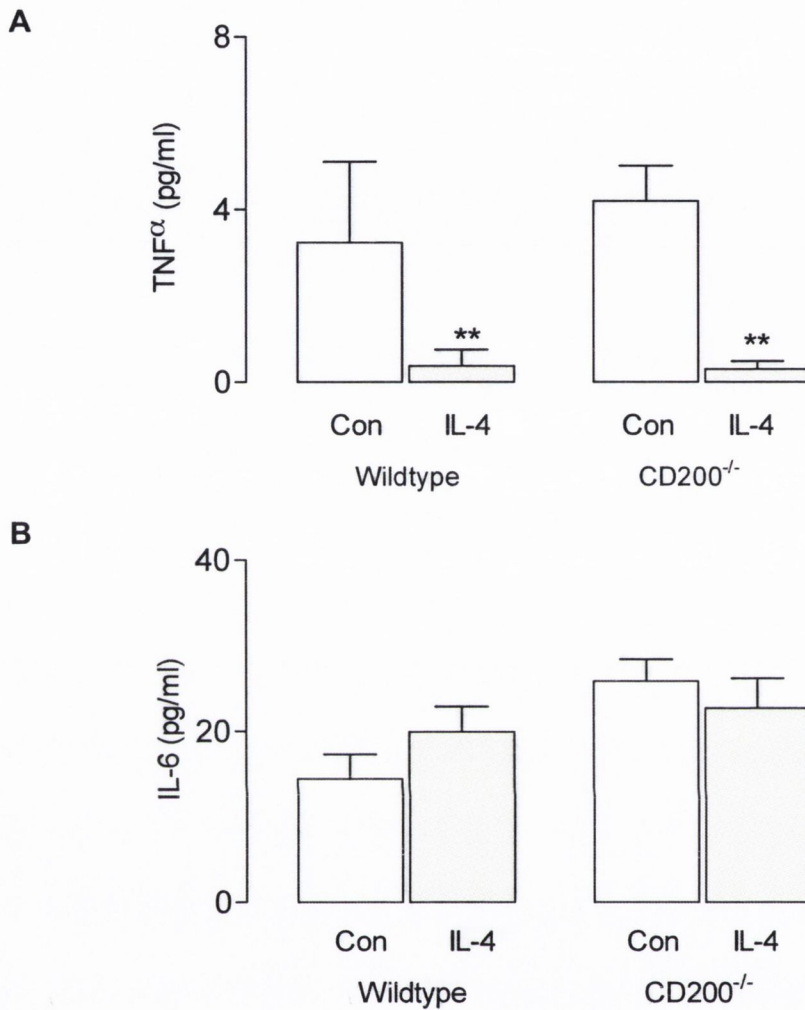 A
8
4
0
TNFα (pg/ml)
** **
Con IL-4 Con IL-4
Wildtype CD200-/-
B
40
20
0
IL-6 (pg/ml)
Con IL-4 Con IL-4
Wildtype CD200-/-